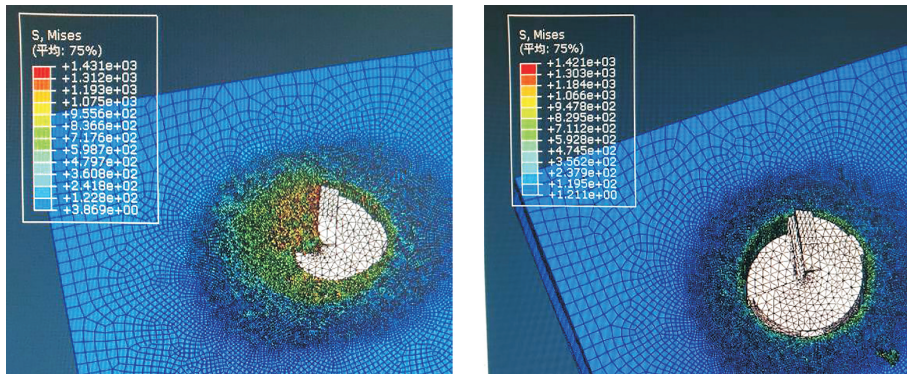 S, Mises
(平均: 75%)
+1.431e+03
+1.312e+03
+1.193e+03
+1.075e+03
+9.556e+02
+8.366e+02
+7.176e+02
+5.987e+02
+4.797e+02
+3.608e+02
+2.418e+02
+1.228e+02
+3.869e+00
S, Mises
(平均: 75%)
+1.421e+03
+1.303e+03
+1.184e+03
+1.066e+03
+9.478e+02
+8.295e+02
+7.112e+02
+5.928e+02
+4.745e+02
+3.562e+02
+2.379e+02
+1.195e+02
+1.211e+00